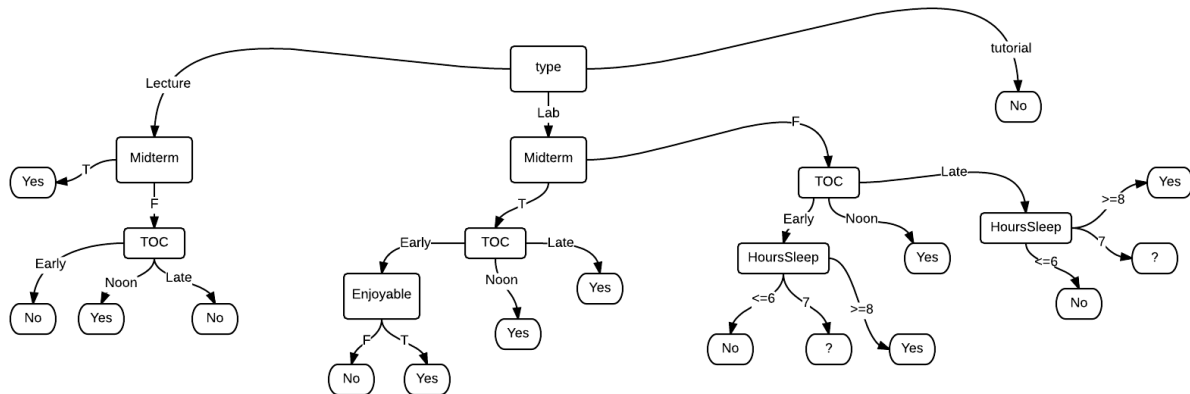 type
Lecture
Lab
tutorial
No
Midterm
T
Yes
F
TOC
Early
Noon
Late
No
Yes
No
Midterm
T
F
TOC
Early
Noon
Late
Enjoyable
Yes
Yes
F
T
No
Yes
TOC
Early
Noon
Late
HoursSleep
Yes
<=6
7
>=8
No
?
Yes
HoursSleep
>=8
7
<=6
Yes
?
No